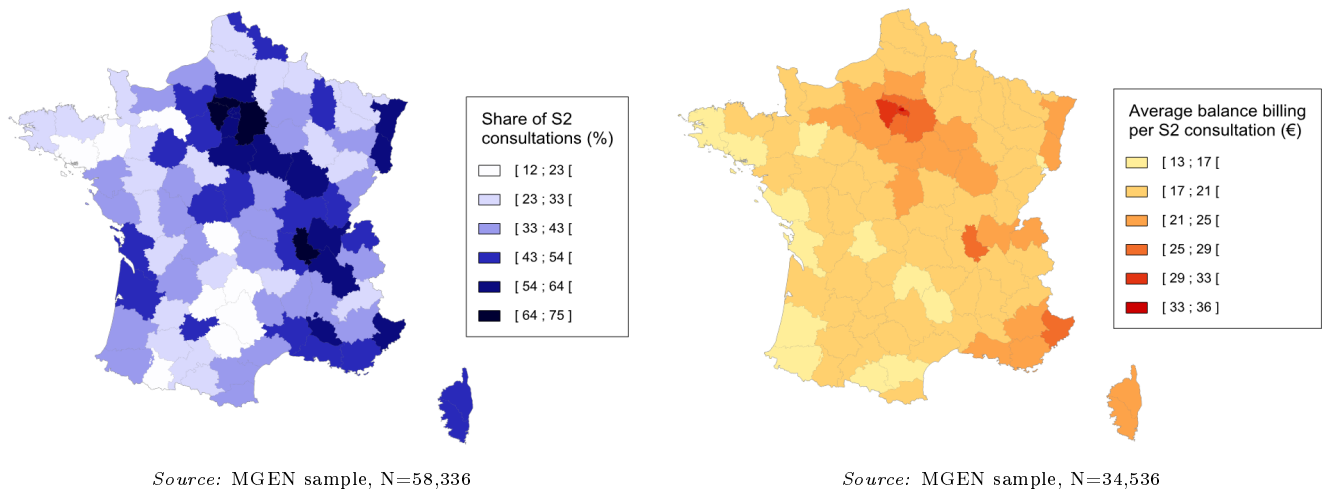 Share of S2
consultations (%)
[ 12 ; 23 [
[ 23 ; 33 [
[ 33 ; 43 [
[ 43 ; 54 [
[ 54 ; 64 [
[ 64 ; 75 ]
Source: MGEN sample, N=58,336
Average balance billing
per S2 consultation (€)
[ 13 ; 17 [
[ 17 ; 21 [
[ 21 ; 25 [
[ 25 ; 29 [
[ 29 ; 33 [
[ 33 ; 36 ]
Source: MGEN sample, N=34,536